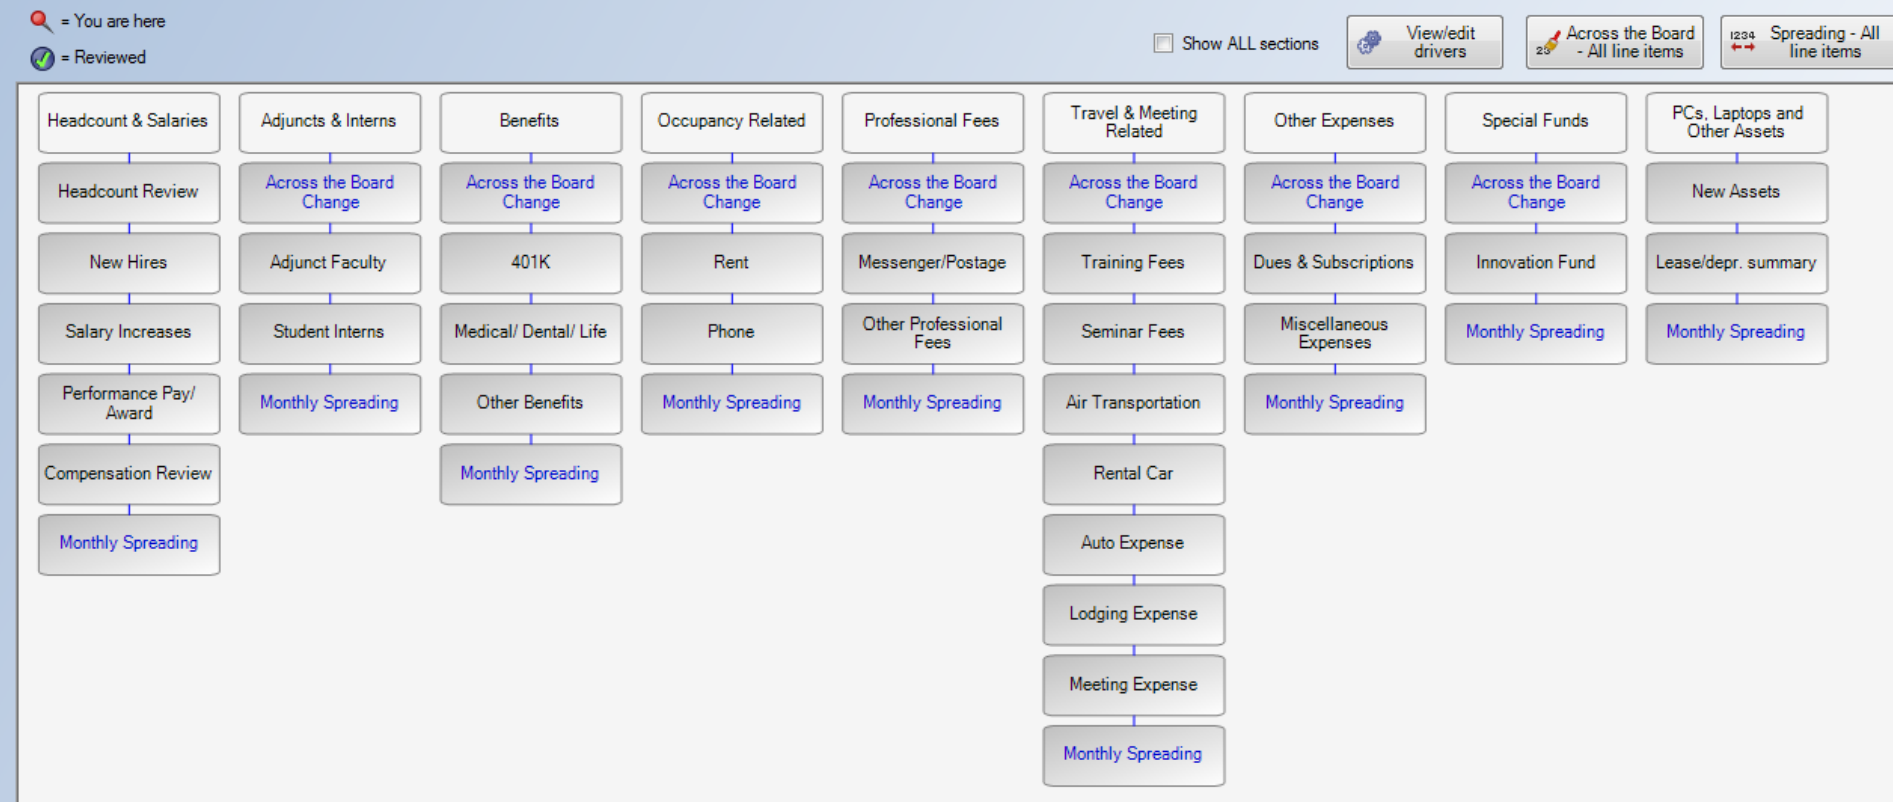 = You are here
= Reviewed
Show ALL sections
View/edit
drivers
Across the Board
- All line items
Spreading - All
line items
Headcount & Salaries
Headcount Review
New Hires
Salary Increases
Performance Pay/
Award
Compensation Review
Monthly Spreading
Adjuncts & Interns
Across the Board
Change
Adjunct Faculty
Student Interns
Monthly Spreading
Benefits
Across the Board
Change
401K
Medical/ Dental/ Life
Other Benefits
Monthly Spreading
Occupancy Related
Across the Board
Change
Rent
Phone
Monthly Spreading
Professional Fees
Across the Board
Change
Messenger/Postage
Other Professional
Fees
Monthly Spreading
Travel & Meeting
Related
Across the Board
Change
Training Fees
Seminar Fees
Air Transportation
Rental Car
Auto Expense
Lodging Expense
Meeting Expense
Monthly Spreading
Other Expenses
Across the Board
Change
Dues & Subscriptions
Miscellaneous
Expenses
Monthly Spreading
Special Funds
Across the Board
Change
Innovation Fund
Monthly Spreading
PCs, Laptops and
Other Assets
New Assets
Lease/depr. summary
Monthly Spreading